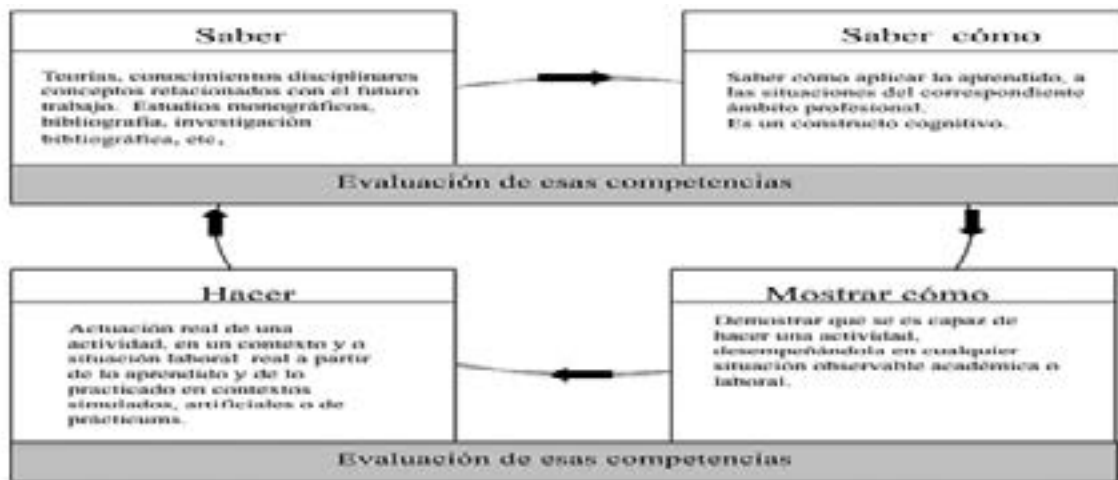 Saber
Teorías, conocimientos disciplinares
conceptos relacionados con el futuro
trabajo. Estudios monográficos,
bibliografía, investigación
bibliográfica, etc,
Saber cómo
Saber cómo aplicar lo aprendido, a
las situaciones del correspondiente
ámbito profesional.
Es un constructo cognitivo.
Evaluación de esas competencias
Hacer
Actuación real de una
actividad, en un contexto y o
situación laboral real a partir
de lo aprendido y de lo
practicado en contextos
simulados, artificiales o de
prácticums.
Mostrar cómo
Demostrar que se es capaz de
hacer una actividad,
desempeñándola en cualquier
situación observable académica o
laboral.
Evaluación de esas competencias